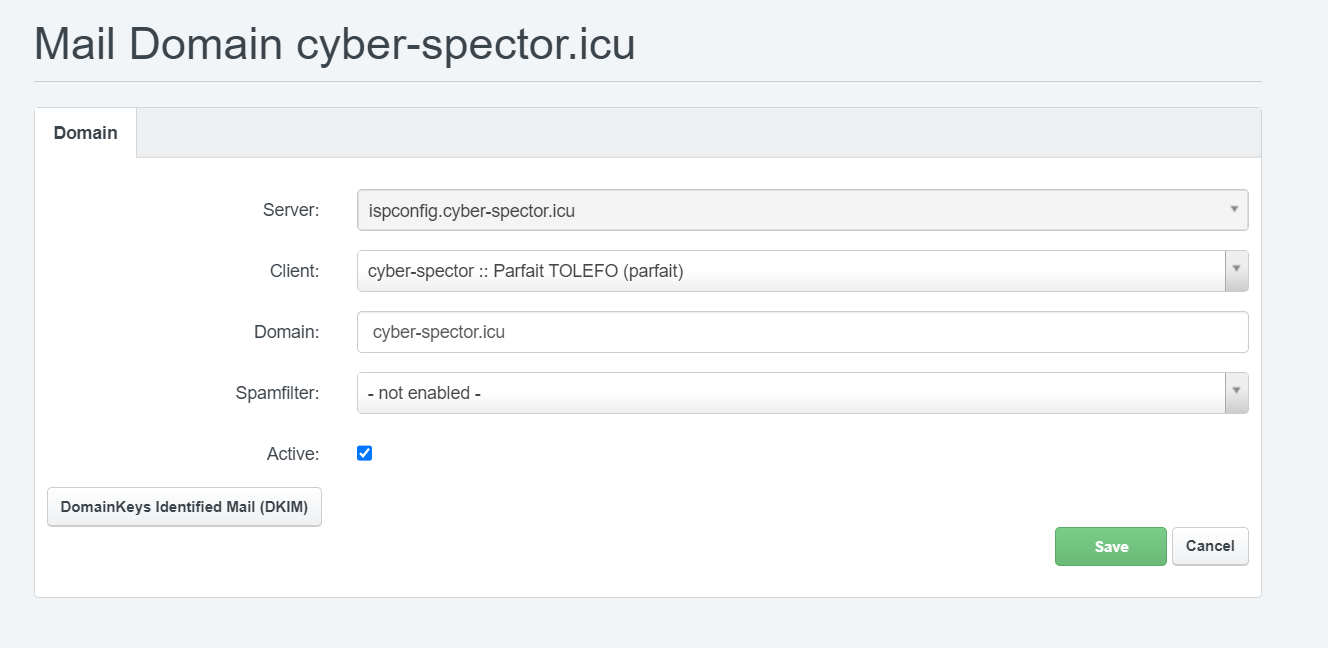 Mail Domain cyber-spector.icu
Domain
Server: ispconfig.cyber-spector.icu
Client: cyber-spector :: Parfait TOLEFO (parfait)
Domain: cyber-spector.icu
Spamfilter: - not enabled -
Active:
DomainKeys Identified Mail (DKIM)
Save Cancel